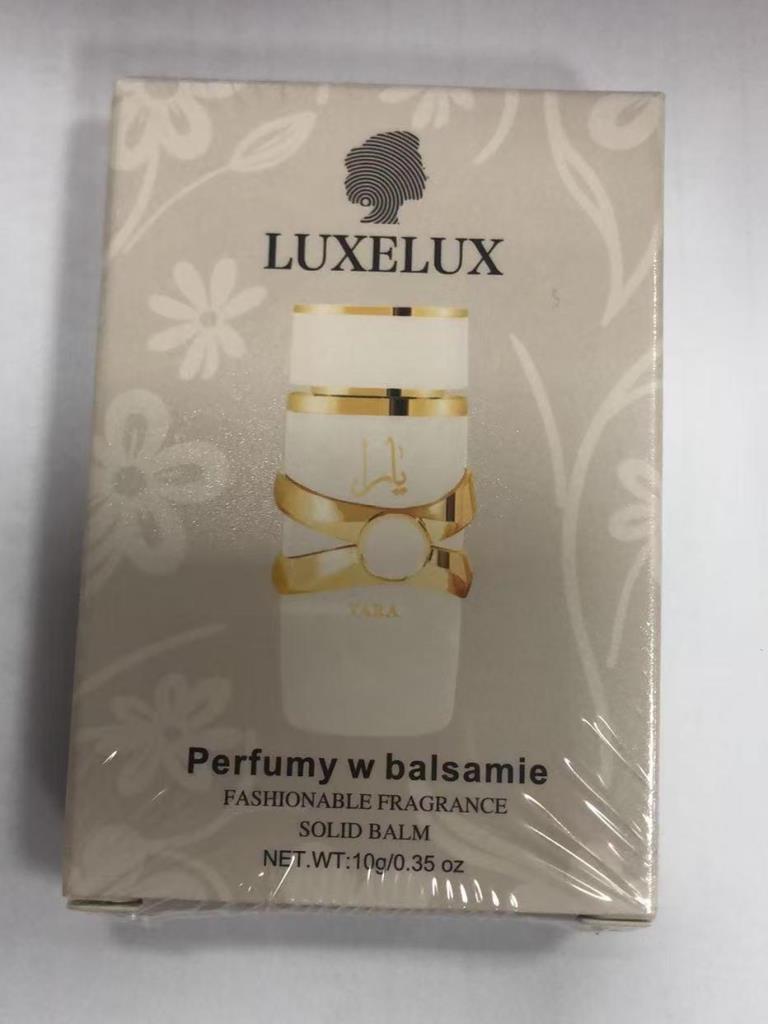 LUXELUX
يارا
YARA
Perfumy w balsamie
FASHIONABLE FRAGRANCE
SOLID BALM
NET.WT:10g/0.35 oz